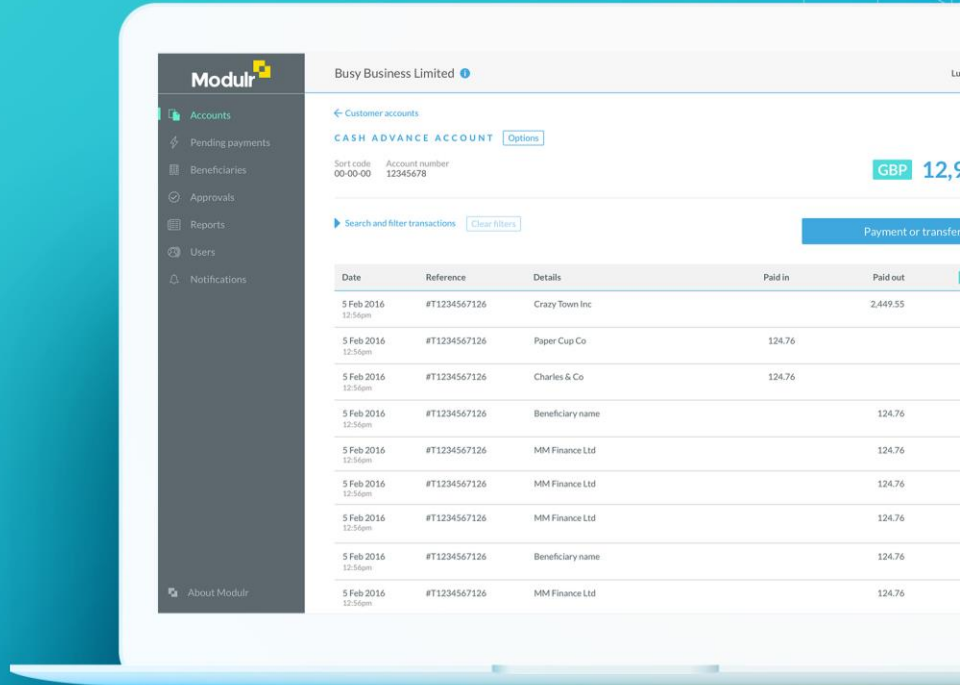 Modulr
Busy Business Limited
Lu
Accounts
Pending payments
Beneficiaries
Approvals
Reports
Users
Notifications
About Modulr
← Customer accounts
CASH ADVANCE ACCOUNT Options
Sort code Account number
00-00-00 12345678
GBP 12,9
Search and filter transactions Clear filters
Payment or transfer
Date Reference Details Paid in Paid out
5 Feb 2016 #T1234567126 Crazy Town Inc 2,449.55
12:56pm
5 Feb 2016 #T1234567126 Paper Cup Co 124.76
12:56pm
5 Feb 2016 #T1234567126 Charles & Co 124.76
12:56pm
5 Feb 2016 #T1234567126 Beneficiary name 124.76
12:56pm
5 Feb 2016 #T1234567126 MM Finance Ltd 124.76
12:56pm
5 Feb 2016 #T1234567126 MM Finance Ltd 124.76
12:56pm
5 Feb 2016 #T1234567126 MM Finance Ltd 124.76
12:56pm
5 Feb 2016 #T1234567126 Beneficiary name 124.76
12:56pm
5 Feb 2016 #T1234567126 MM Finance Ltd 124.76
12:56pm